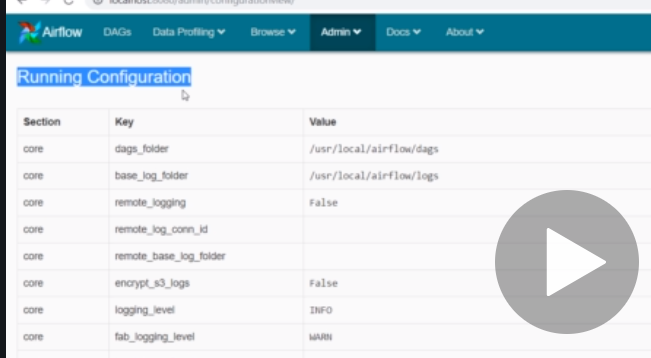 localhost:8080/admin/configurationview/
Airflow DAGs Data Profiling Browse Admin Docs About
Running Configuration
Section Key Value
core dags_folder /usr/local/airflow/dags
core base_log_folder /usr/local/airflow/logs
core remote_logging False
core remote_log_conn_id
core remote_base_log_folder
core encrypt_s3_logs False
core logging_level INFO
core fab_logging_level WARN